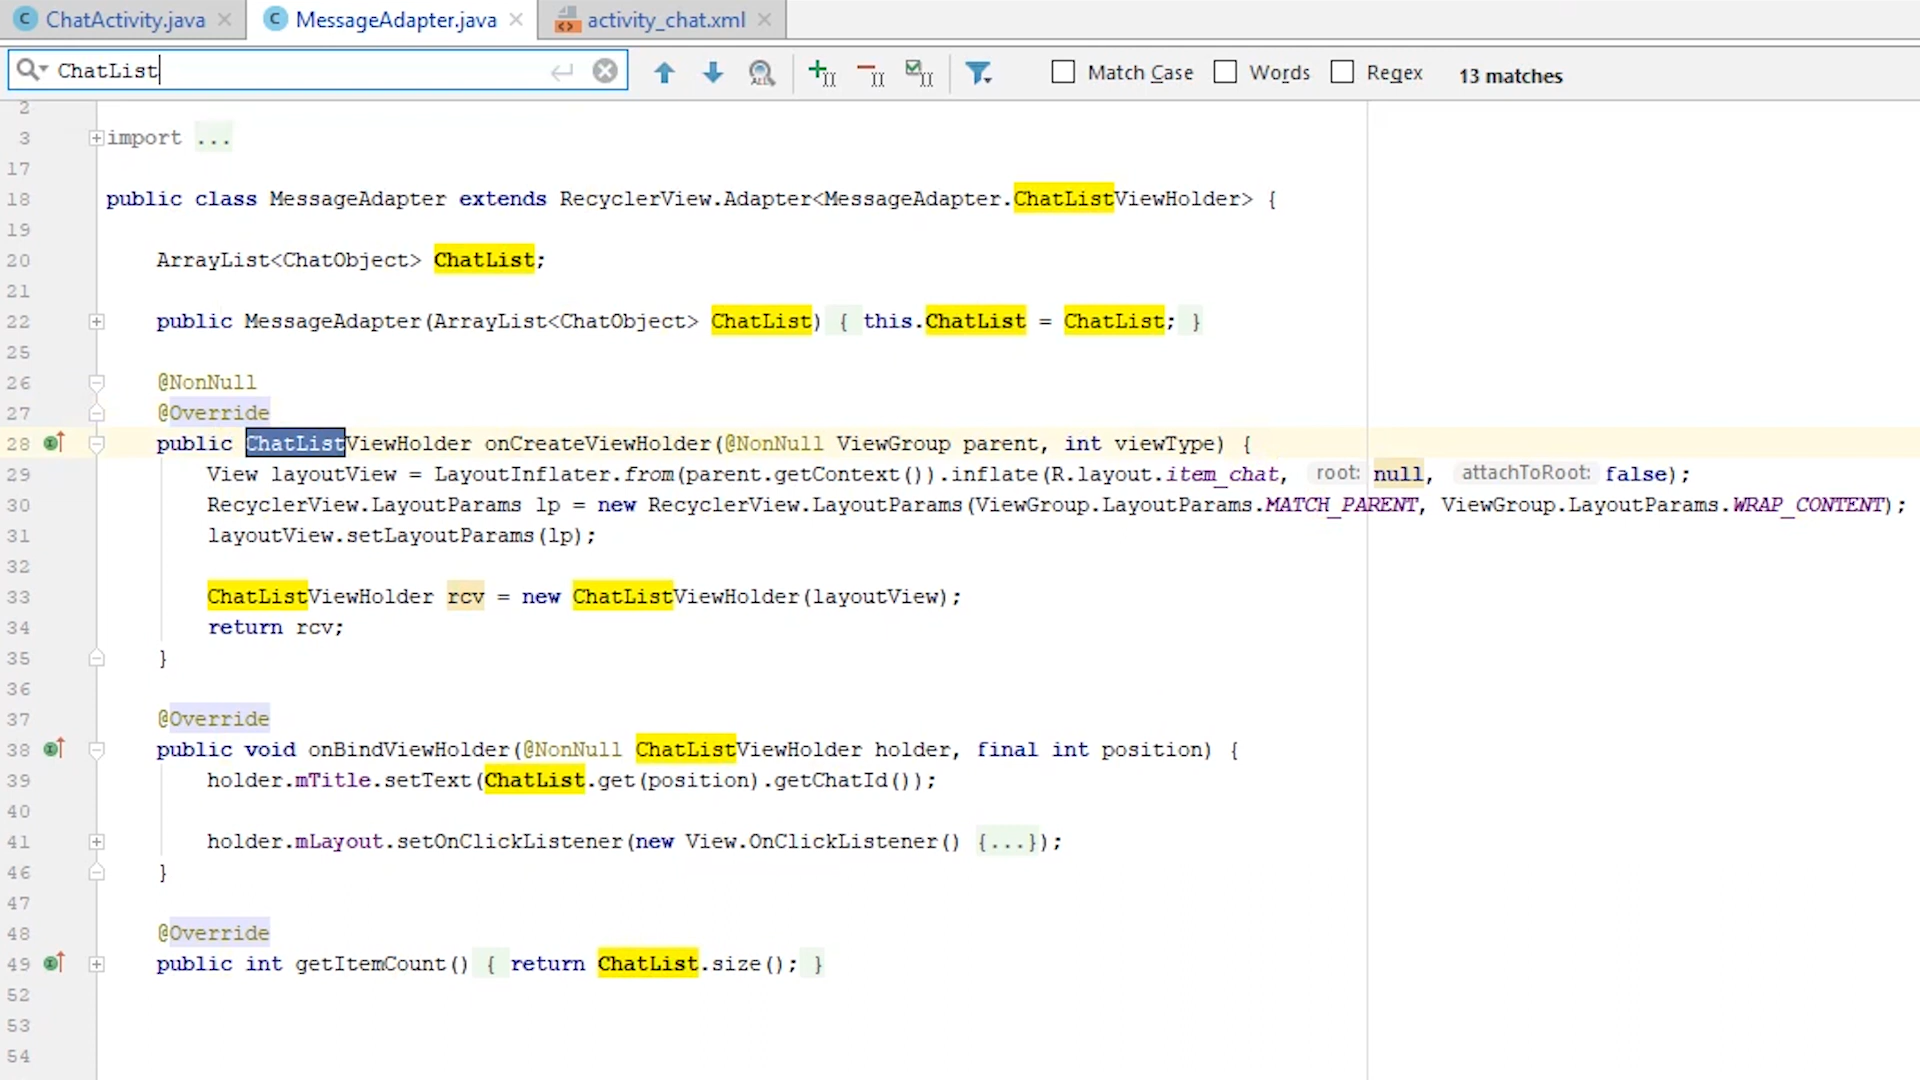 ChatActivity.java MessageAdapter.java activity_chat.xml
ChatList Match Case Words Regex 13 matches
2
3 import ...
17
18 public class MessageAdapter extends RecyclerView.Adapter<MessageAdapter.ChatListViewHolder> {
19
20 ArrayList<ChatObject> ChatList;
21
22 public MessageAdapter(ArrayList<ChatObject> ChatList) { this.ChatList = ChatList; }
25
26 @NonNull
27 @Override
28 public ChatListViewHolder onCreateViewHolder(@NonNull ViewGroup parent, int viewType) {
29 View layoutView = LayoutInflater.from(parent.getContext()).inflate(R.layout.item_chat, root: null, attachToRoot: false);
30 RecyclerView.LayoutParams lp = new RecyclerView.LayoutParams(ViewGroup.LayoutParams.MATCH_PARENT, ViewGroup.LayoutParams.WRAP_CONTENT);
31 layoutView.setLayoutParams(lp);
32
33 ChatListViewHolder rcv = new ChatListViewHolder(layoutView);
34 return rcv;
35 }
36
37 @Override
38 public void onBindViewHolder(@NonNull ChatListViewHolder holder, final int position) {
39 holder.mTitle.setText(ChatList.get(position).getChatId());
40
41 holder.mLayout.setOnClickListener(new View.OnClickListener() {...});
46 }
47
48 @Override
49 public int getItemCount() { return ChatList.size(); }
52
53
54